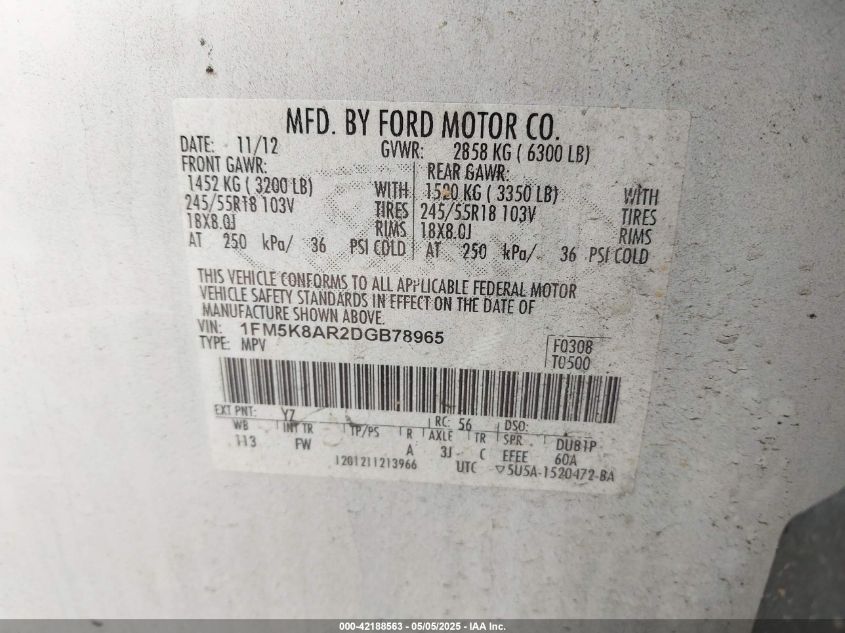 MFD. BY FORD MOTOR CO.
DATE: 11/12 GVWR: 2858 KG ( 6300 LB)
FRONT GAWR: REAR GAWR:
1452 KG ( 3200 LB) WITH 1520 KG ( 3350 LB) WITH
245/55R18 103V TIRES 245/55R18 103V TIRES
18X8.0J RIMS 18X8.0J RIMS
AT 250 kPa/ 36 PSI COLD AT 250 kPa/ 36 PSI COLD
THIS VEHICLE CONFORMS TO ALL APPLICABLE FEDERAL MOTOR
VEHICLE SAFETY STANDARDS IN EFFECT ON THE DATE OF
MANUFACTURE SHOWN ABOVE.
VIN: 1FM5K8AR2DGB78965
TYPE: MPV F0308
T0500
EXT PNT: YZ RC: 56 DSO:
WB INT TR TP/PS R AXLE TR SPR DU81P
113 FW A 3J C EFEE 60A
1201211213966 UTC ▽5U5A-1520472-BA
000-42188563 - 05/05/2025 - IAA Inc.